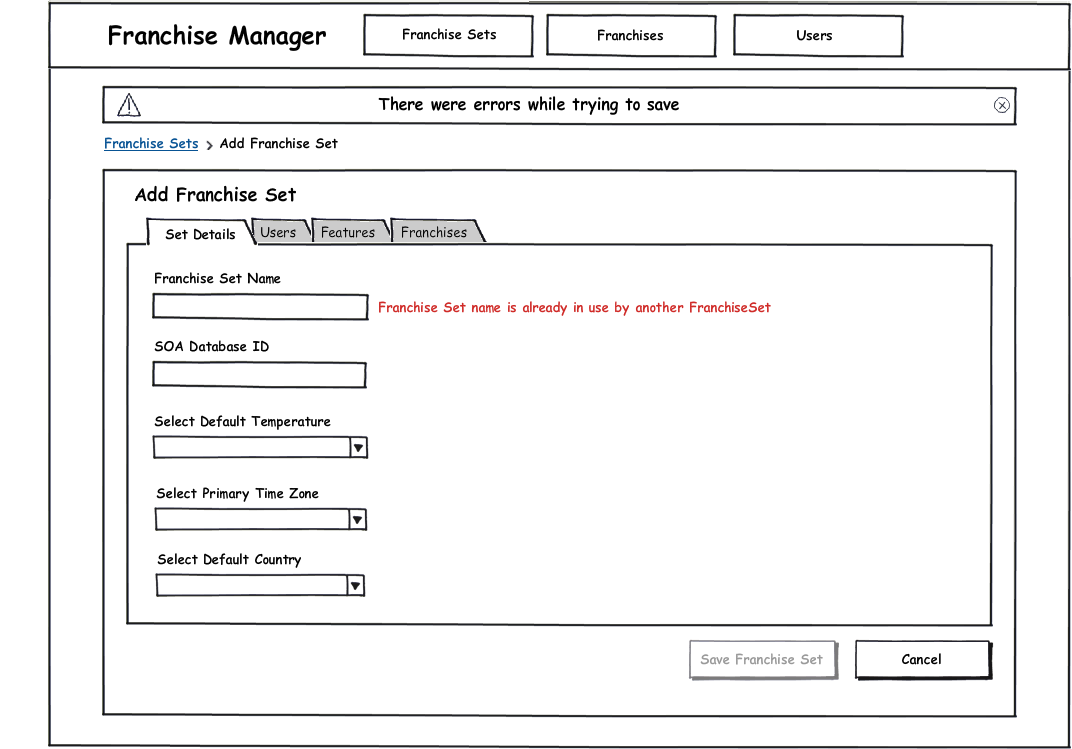 Franchise Manager
Franchise Sets
Franchises
Users
There were errors while trying to save
Franchise Sets > Add Franchise Set
Add Franchise Set
Set Details
Users
Features
Franchises
Franchise Set Name
Franchise Set name is already in use by another FranchiseSet
SOA Database ID
Select Default Temperature
Select Primary Time Zone
Select Default Country
Save Franchise Set
Cancel